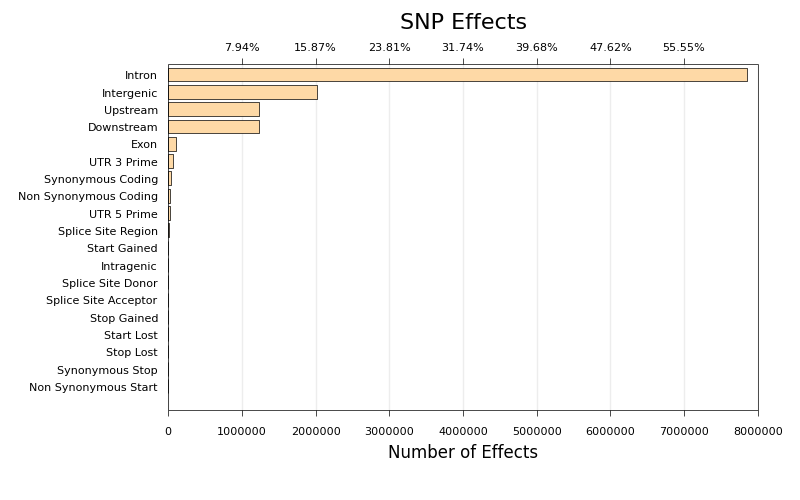 SNP Effects
7.94% 15.87% 23.81% 31.74% 39.68% 47.62% 55.55%
Intron
Intergenic
Upstream
Downstream
Exon
UTR 3 Prime
Synonymous Coding
Non Synonymous Coding
UTR 5 Prime
Splice Site Region
Start Gained
Intragenic
Splice Site Donor
Splice Site Acceptor
Stop Gained
Start Lost
Stop Lost
Synonymous Stop
Non Synonymous Start
0 1000000 2000000 3000000 4000000 5000000 6000000 7000000 8000000
Number of Effects